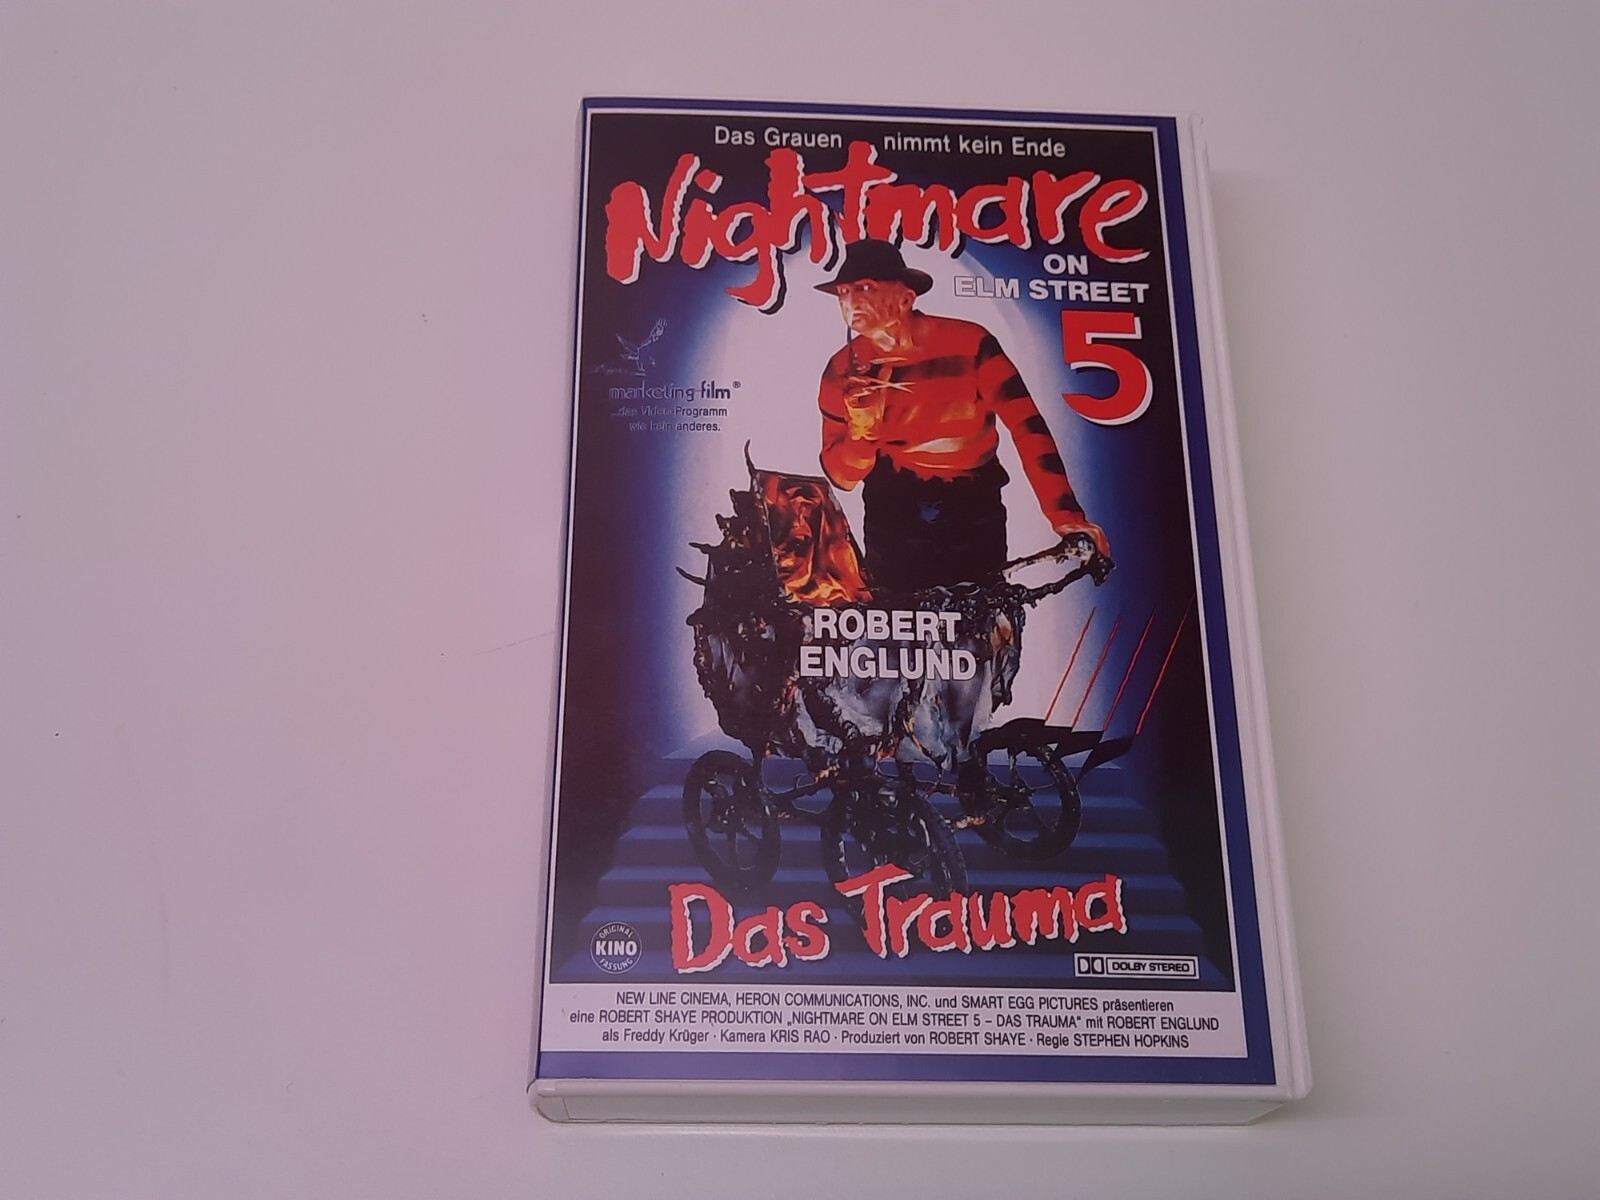 Das Grauen nimmt kein Ende
Nightmare
ON
ELM STREET
5
marketing-film®
...das Video-Programm
wie kein anderes.
ROBERT
ENGLUND
Das Trauma
ORIGINAL
KINO
FASSUNG
DOLBY STEREO
NEW LINE CINEMA, HERON COMMUNICATIONS, INC. und SMART EGG PICTURES präsentieren
eine ROBERT SHAYE PRODUKTION „NIGHTMARE ON ELM STREET 5 – DAS TRAUMA" mit ROBERT ENGLUND
als Freddy Krüger · Kamera KRIS RAO · Produziert von ROBERT SHAYE · Regie STEPHEN HOPKINS